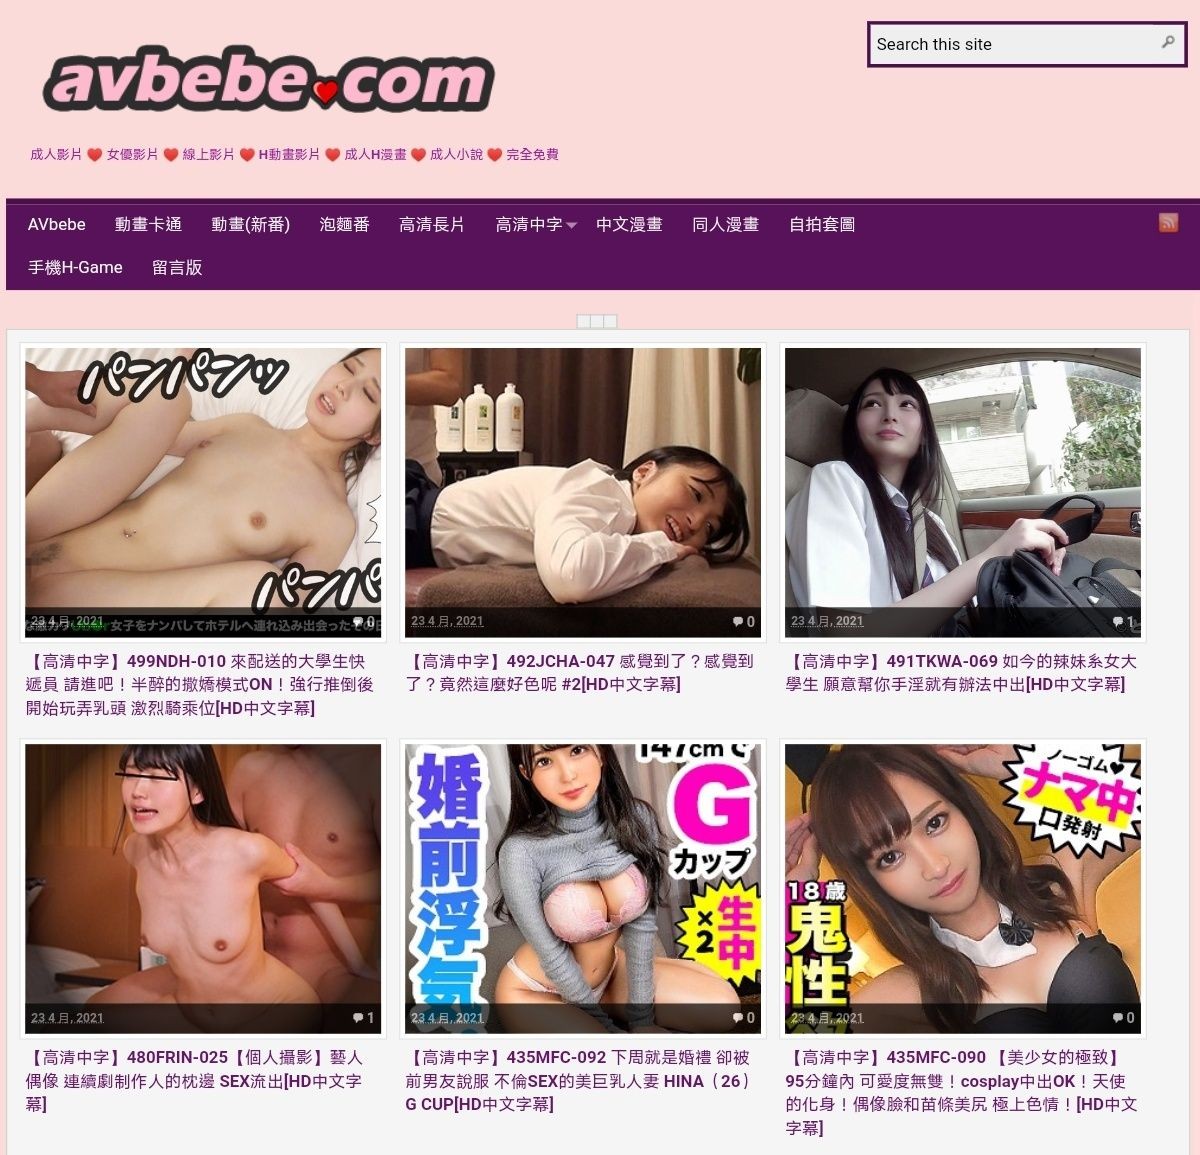 avbebe.com
Search this site
成人影片 ❤ 女優影片 ❤ 線上影片 ❤ H動畫影片 ❤ 成人H漫畫 ❤ 成人小說 ❤ 完全免費
AVbebe 動畫卡通 動畫(新番) 泡麵番 高清長片 高清中字 中文漫畫 同人漫畫 自拍套圖
手機H-Game 留言版
パンパンッ
パンパ
女子をナンパしてホテルへ連れ込み出会ったその日
23 4 月, 2021 0
23 4 月, 2021 0
23 4 月, 2021 1
【高清中字】499NDH-010 來配送的大學生快
遞員 請進吧！半醉的撒嬌模式ON！強行推倒後
開始玩弄乳頭 激烈騎乘位[HD中文字幕]
【高清中字】492JCHA-047 感覺到了？感覺到
了？竟然這麼好色呢 #2[HD中文字幕]
【高清中字】491TKWA-069 如今的辣妹系女大
學生 願意幫你手淫就有辦法中出[HD中文字幕]
婚前浮気
147cmで
G
カップ
生中
×2
ノーゴム♥
ナマ中
口発射
18歳
鬼
性
23 4 月, 2021 1
23 4 月, 2021 0
23 4 月, 2021 0
【高清中字】480FRIN-025【個人攝影】藝人
偶像 連續劇制作人的枕邊 SEX流出[HD中文字
幕]
【高清中字】435MFC-092 下周就是婚禮 卻被
前男友說服 不倫SEX的美巨乳人妻 HINA（26）
G CUP[HD中文字幕]
【高清中字】435MFC-090 【美少女的極致】
95分鐘內 可愛度無雙！cosplay中出OK！天使
的化身！偶像臉和苗條美尻 極上色情！[HD中文
字幕]